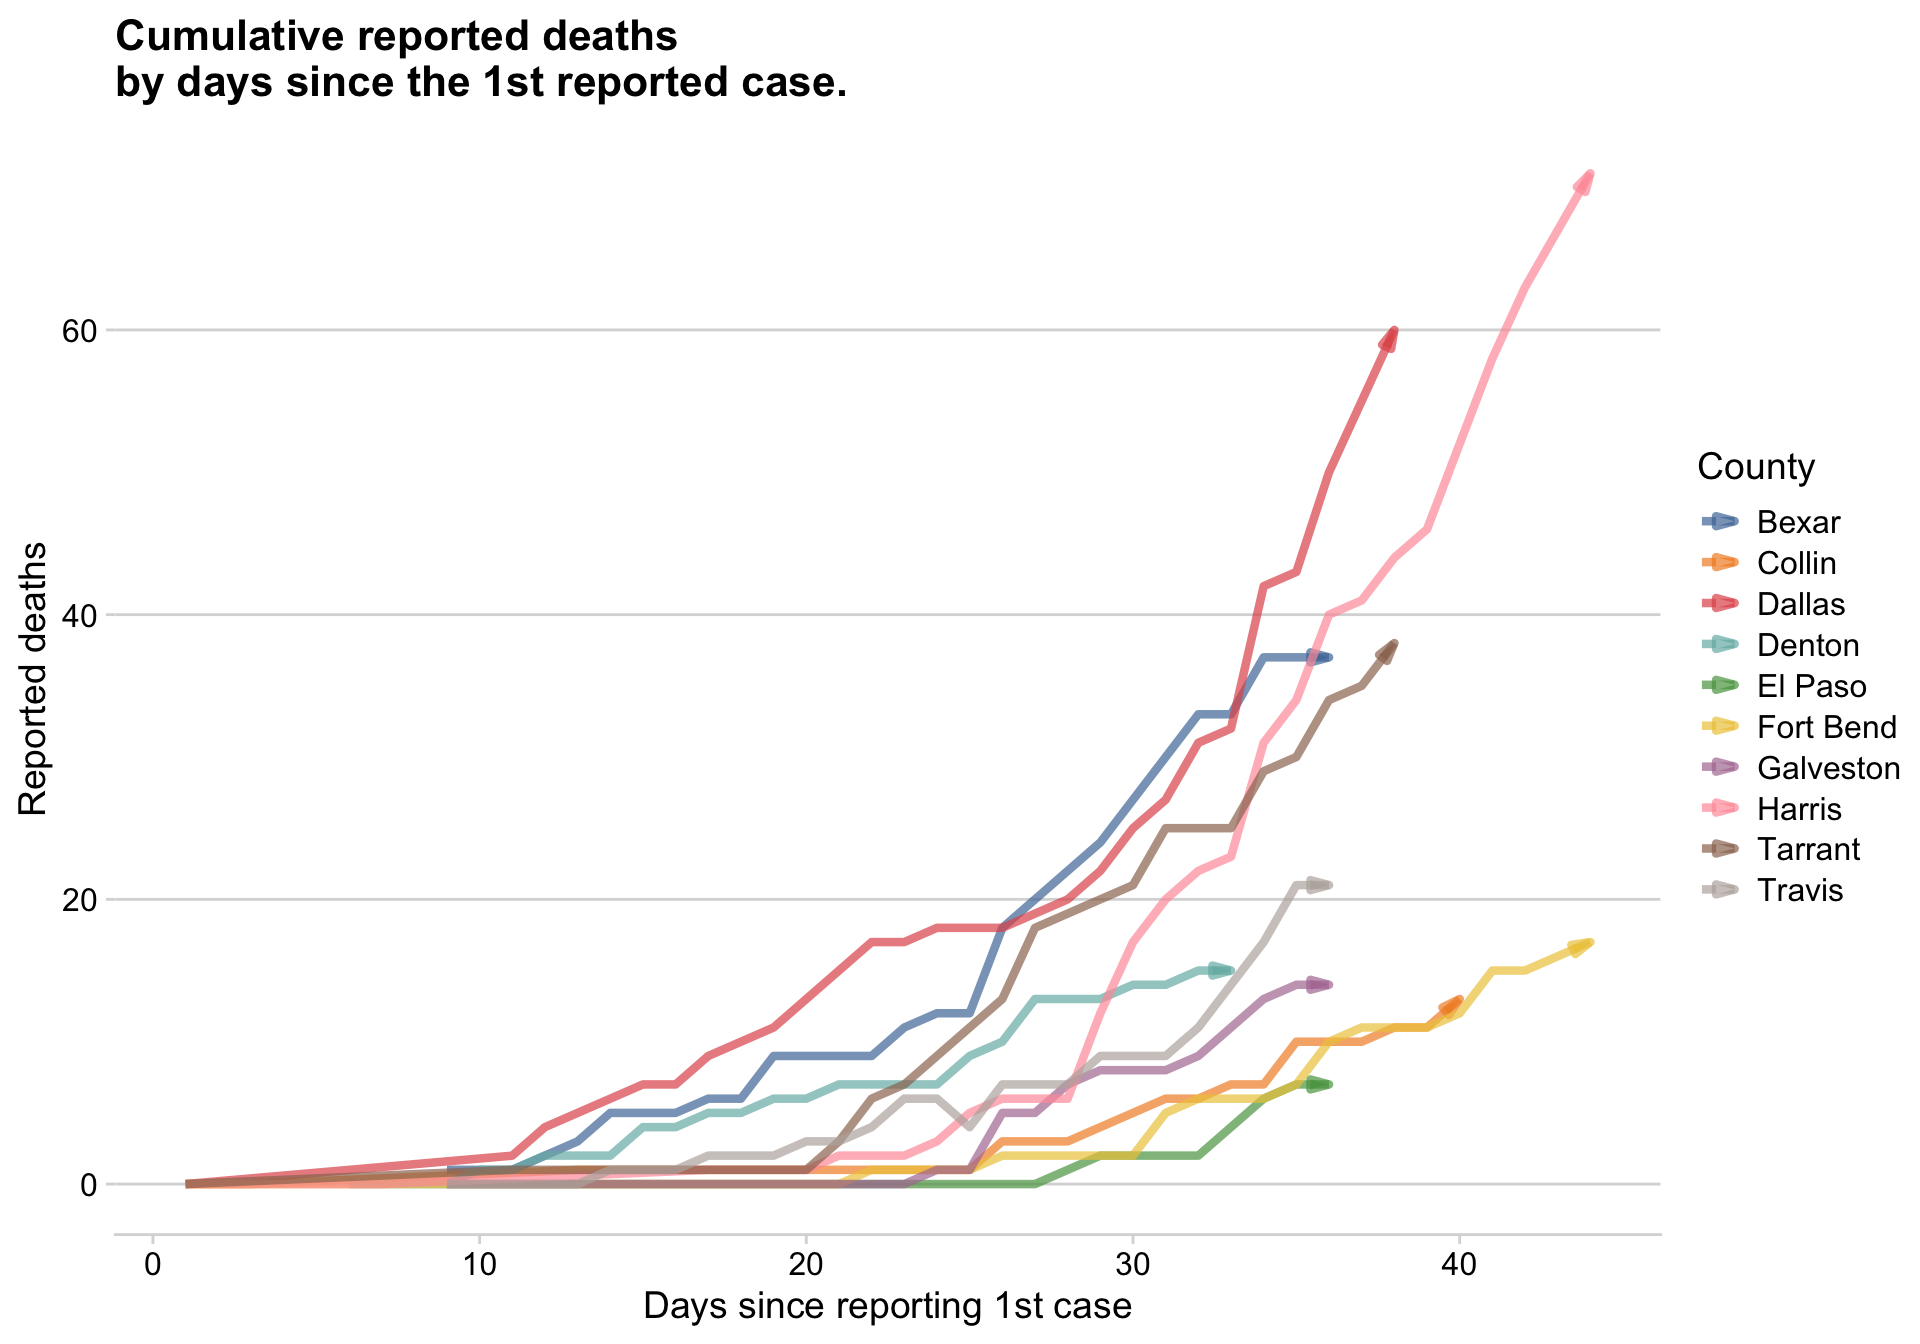 Cumulative reported deaths
by days since the 1st reported case.
60
40
20
0
Reported deaths
0 10 20 30 40
Days since reporting 1st case
County
Bexar
Collin
Dallas
Denton
El Paso
Fort Bend
Galveston
Harris
Tarrant
Travis